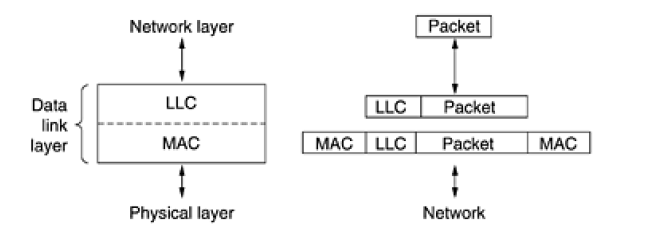 Network layer
Packet
Data
link
layer
LLC
MAC
LLC Packet
MAC LLC Packet MAC
Physical layer
Network